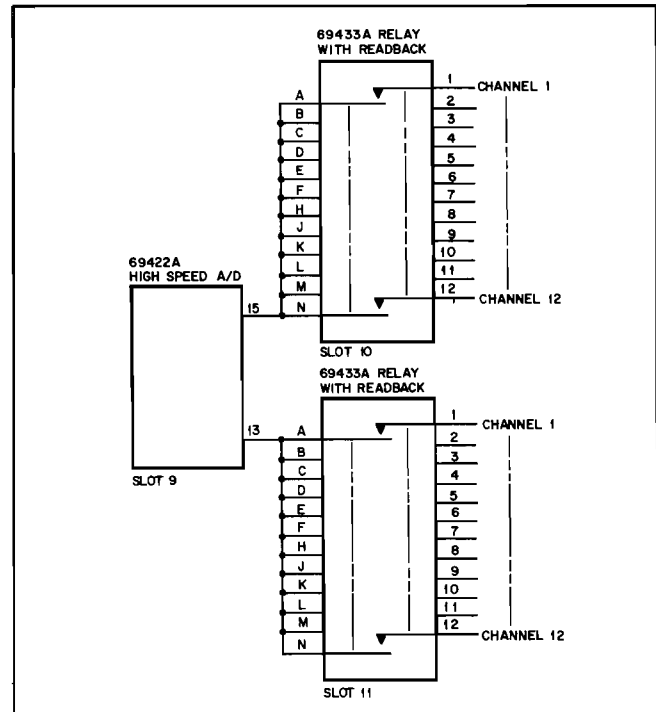 69433A RELAY
WITH READBACK
A
B
C
D
E
F
H
J
K
L
M
N
1
2
3
4
5
6
7
8
9
10
11
12
CHANNEL 1
CHANNEL 12
SLOT 10
69422A
HIGH SPEED A/D
15
13
SLOT 9
69433A RELAY
WITH READBACK
A
B
C
D
E
F
H
J
K
L
M
N
1
2
3
4
5
6
7
8
9
10
11
12
CHANNEL 1
CHANNEL 12
SLOT 11